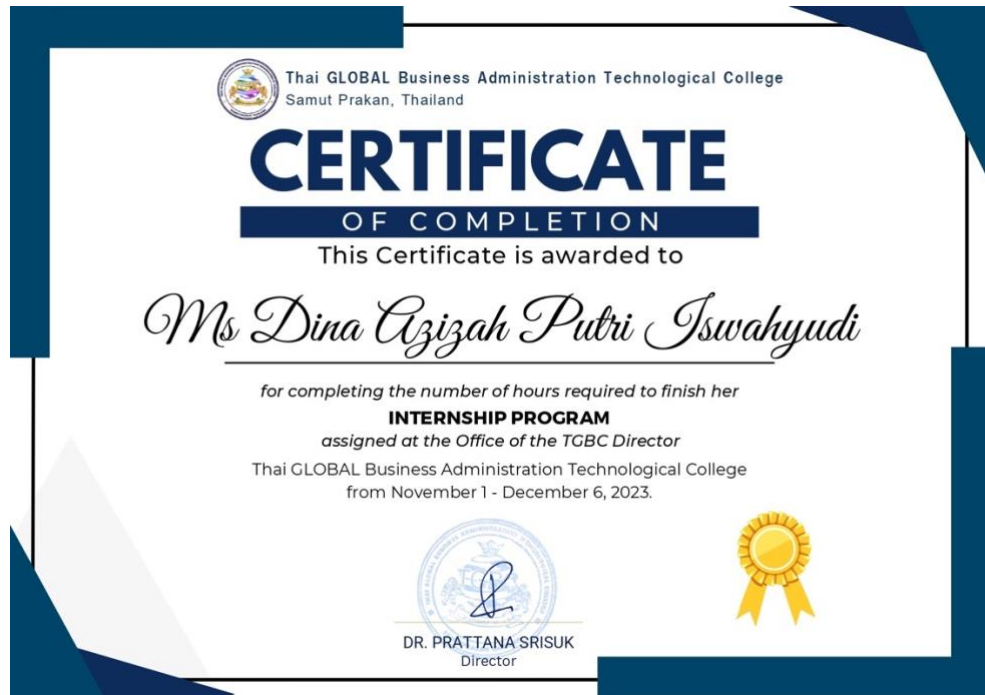 Thai GLOBAL Business Administration Technological College
Samut Prakan, Thailand
CERTIFICATE
OF COMPLETION
This Certificate is awarded to
Ms Dina Azizah Putri Iswahyudi
for completing the number of hours required to finish her
INTERNSHIP PROGRAM
assigned at the Office of the TGBC Director
Thai GLOBAL Business Administration Technological College
from November 1 - December 6, 2023.
DR. PRATTANA SRISUK
Director